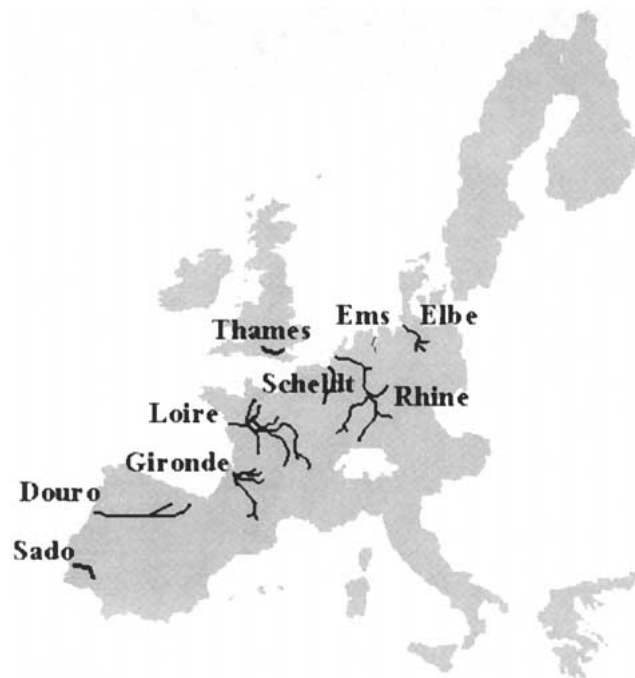 Ems Elbe
Thames
Scheldt
Rhine
Loire
Gironde
Douro
Sado